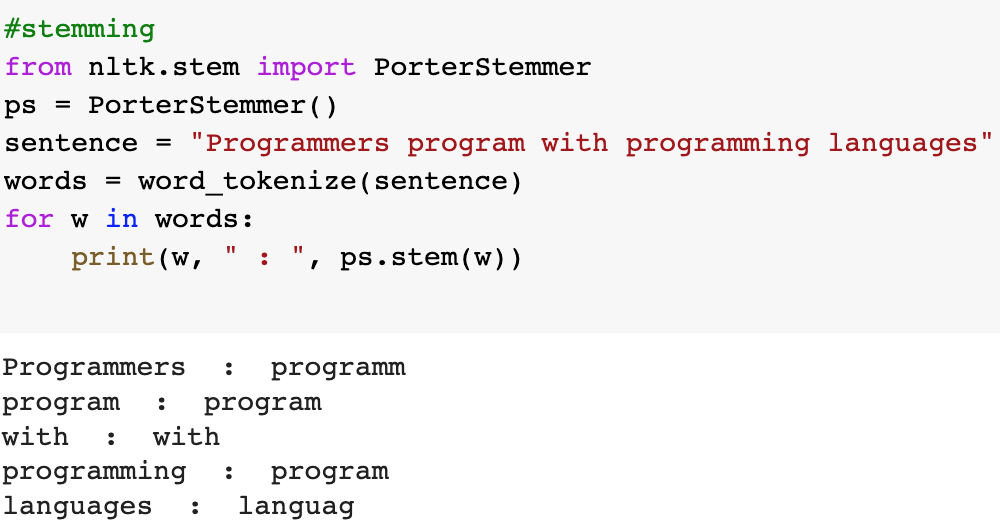 #stemming
from nltk.stem import PorterStemmer
ps = PorterStemmer()
sentence = "Programmers program with programming languages"
words = word_tokenize(sentence)
for w in words:
    print(w, " : ", ps.stem(w))
Programmers  :  programm
program  :  program
with  :  with
programming  :  program
languages  :  languag